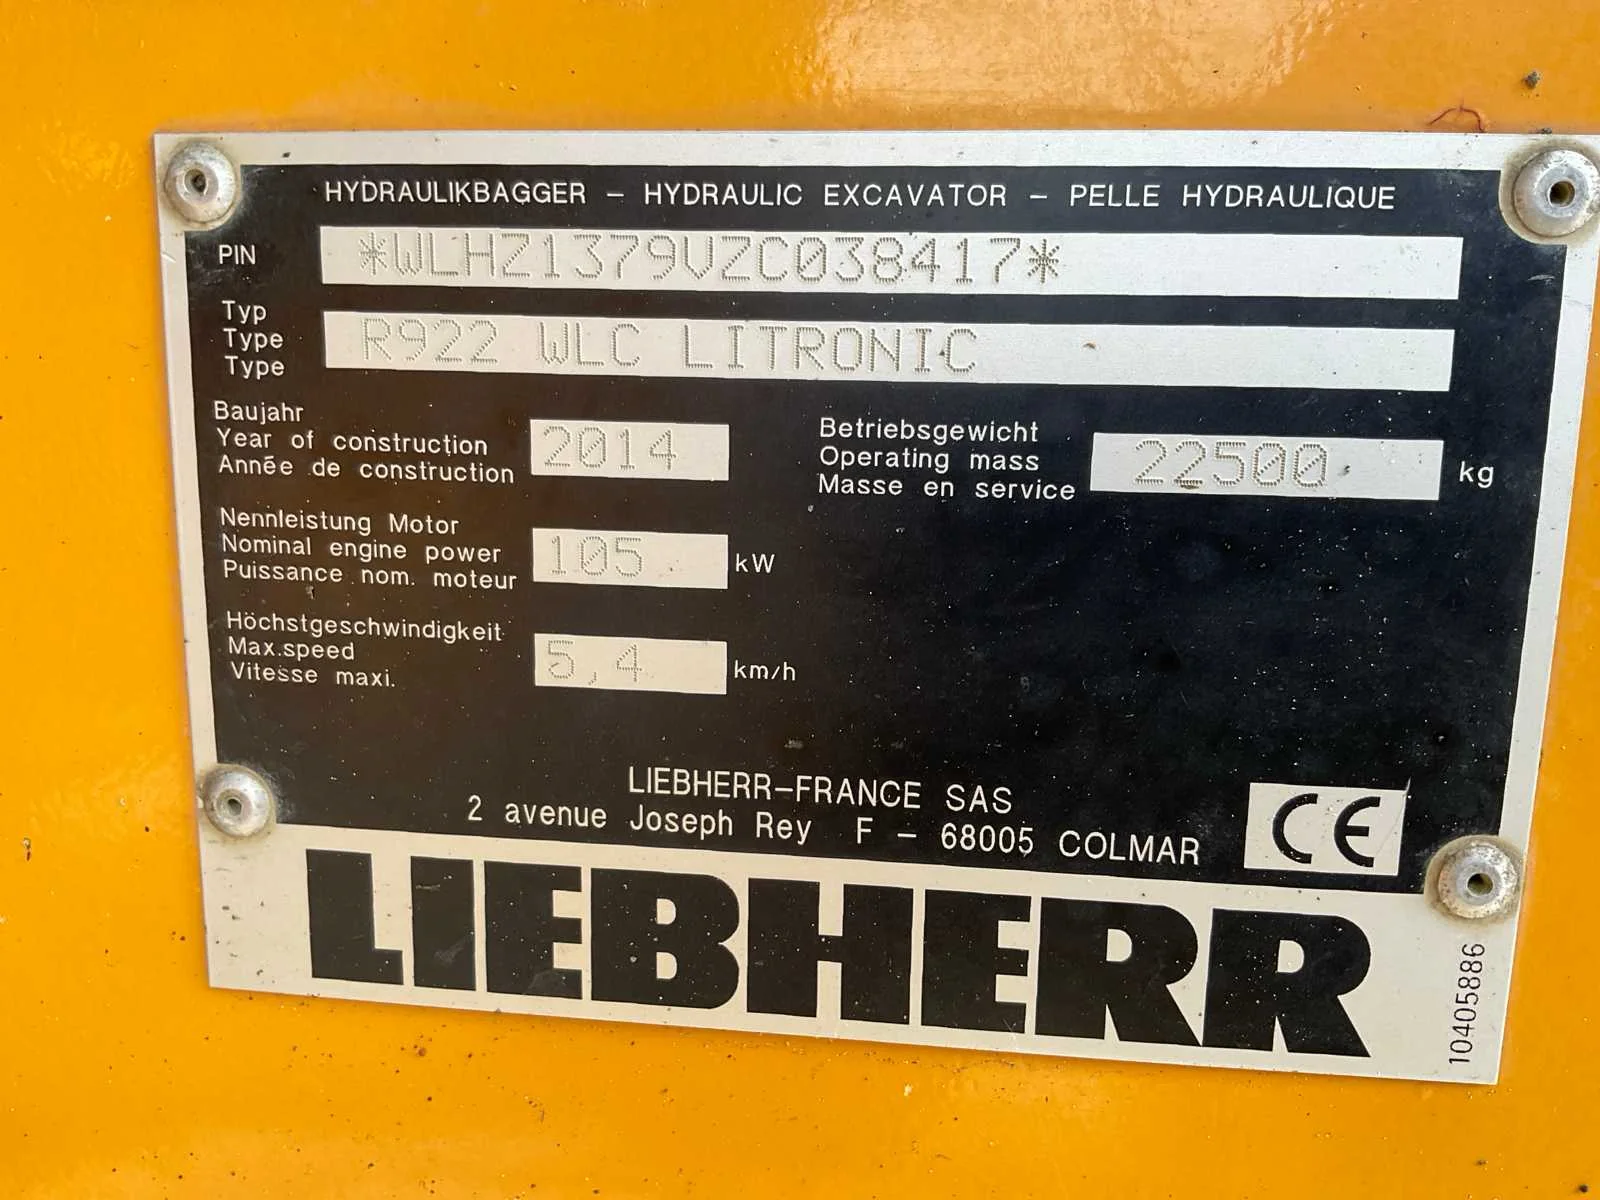 HYDRAULIKBAGGER – HYDRAULIC EXCAVATOR – PELLE HYDRAULIQUE
PIN *WLHZ1379VZC038417*
Typ
Type R922 WLC LITRONIC
Type
Baujahr
Year of construction 2014
Année de construction
Betriebsgewicht
Operating mass 22500 kg
Masse en service
Nennleistung Motor
Nominal engine power 105 kW
Puissance nom. moteur
Höchstgeschwindigkeit
Max.speed 5,4 km/h
Vitesse maxi.
LIEBHERR-FRANCE SAS
2 avenue Joseph Rey F – 68005 COLMAR
CE
LIEBHERR
10405886